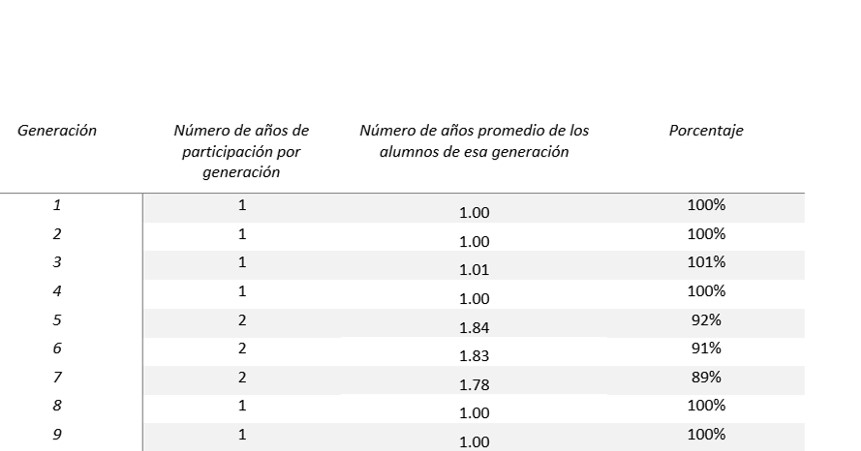 Generación Número de años de Número de años promedio de los Porcentaje
participación por alumnos de esa generación
generación
1 1 1.00 100%
2 1 1.00 100%
3 1 1.01 101%
4 1 1.00 100%
5 2 1.84 92%
6 2 1.83 91%
7 2 1.78 89%
8 1 1.00 100%
9 1 1.00 100%